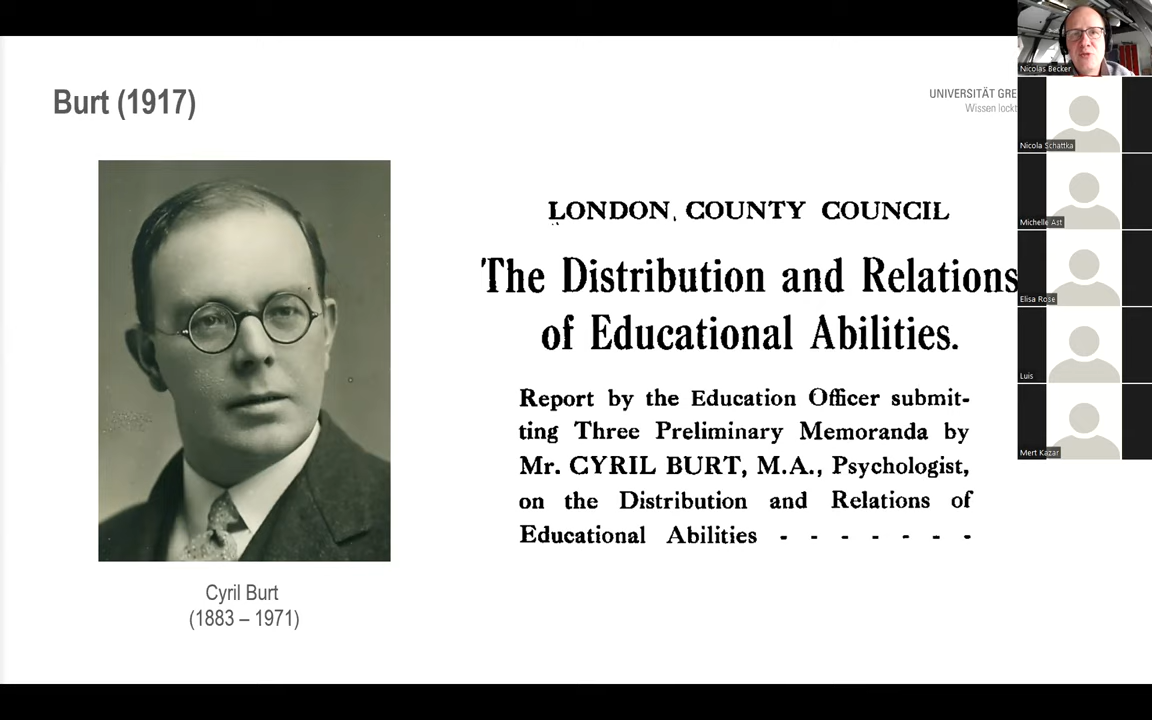 Burt (1917)
UNIVERSITÄT GRE
Wissen lockt
LONDON, COUNTY COUNCIL
The Distribution and Relations
of Educational Abilities.
Report by the Education Officer submit-
ting Three Preliminary Memoranda by
Mr. CYRIL BURT, M.A., Psychologist,
on the Distribution and Relations of
Educational Abilities - - - - - - -
Cyril Burt
(1883 – 1971)
Nicolas Becker
Nicola Schattka
Michelle Ast
Elisa Rose
Luis
Mert Kazar